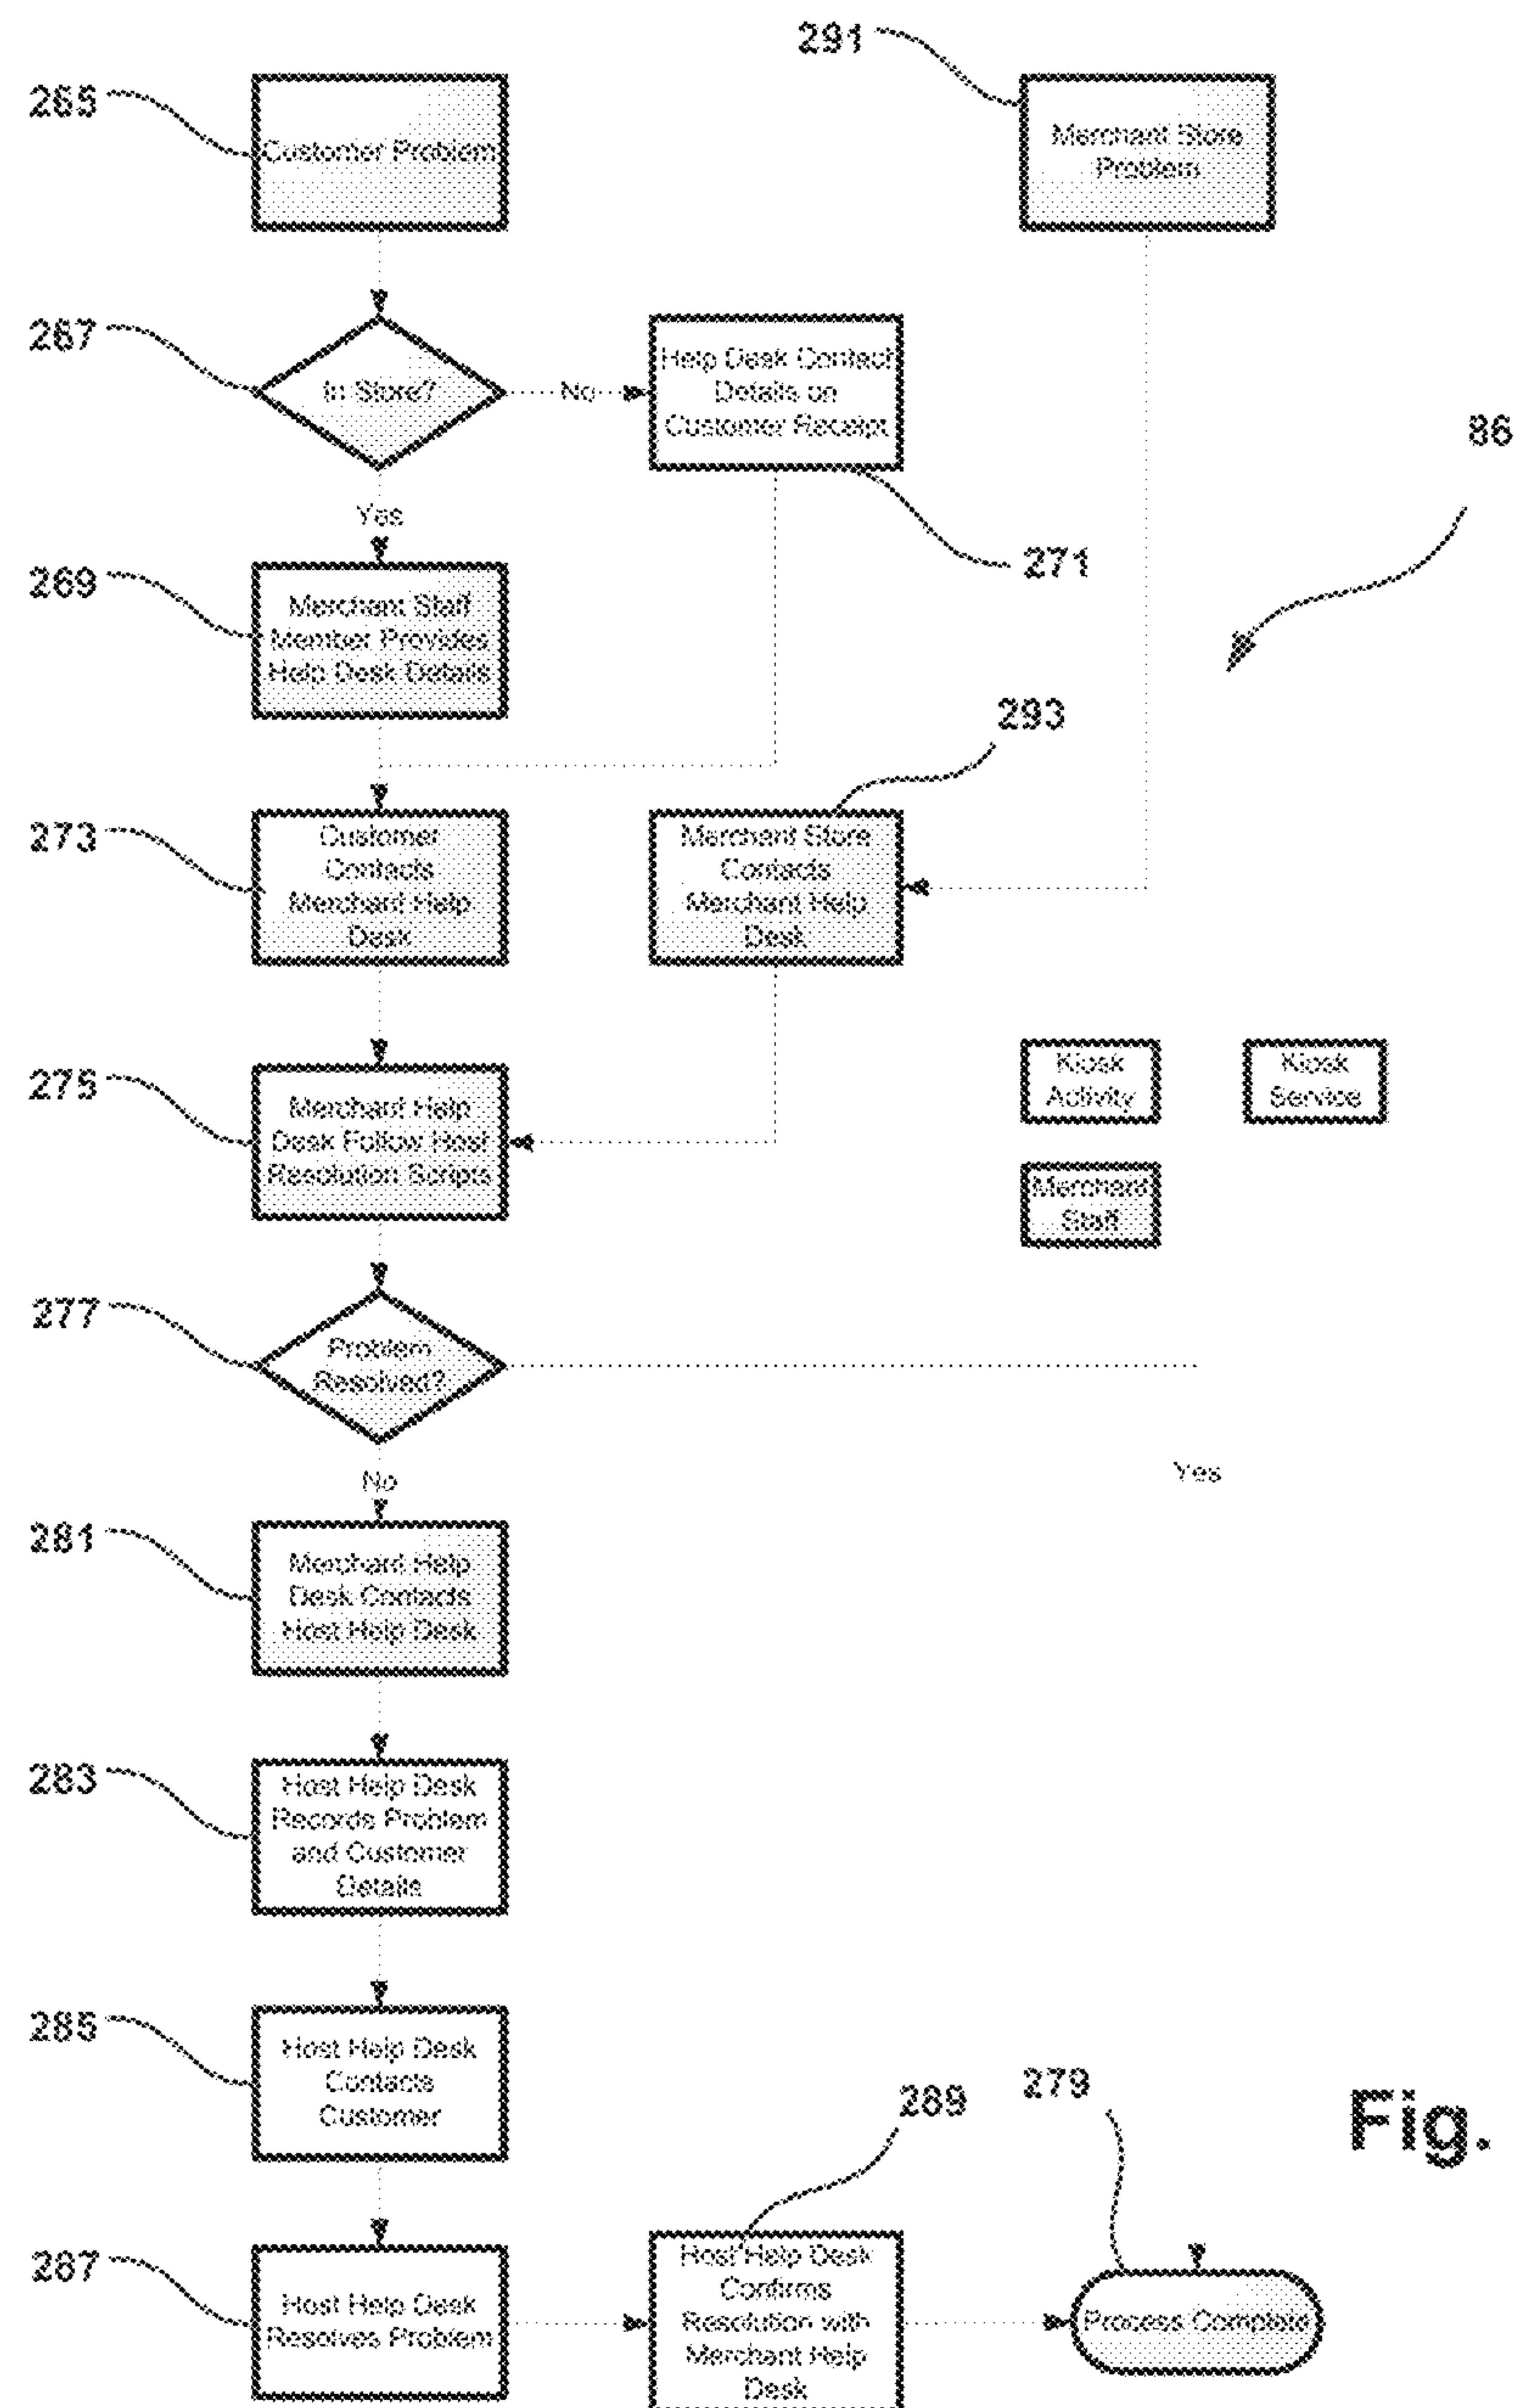 291
265
Customer Problem
Merchant Store
Problem
267
In Store?
No
Help Desk Contact
Details on
Customer Receipt
86
Yes
271
269
Merchant Staff
Member Provides
Help Desk Details
293
273
Customer
Contacts
Merchant Help
Desk
Merchant Store
Contacts
Merchant Help
Desk
275
Merchant Help
Desk Follow Host
Resolution Scripts
Kiosk
Activity
Kiosk
Service
Merchant
Staff
277
Problem
Resolved?
No
Yes
281
Merchant Help
Desk Contacts
Host Help Desk
283
Host Help Desk
Records Problem
and Customer
Details
285
Host Help Desk
Contacts
Customer
289
279
Fig.
287
Host Help Desk
Resolves Problem
Host Help Desk
Confirms
Resolution with
Merchant Help
Desk
Process Complete